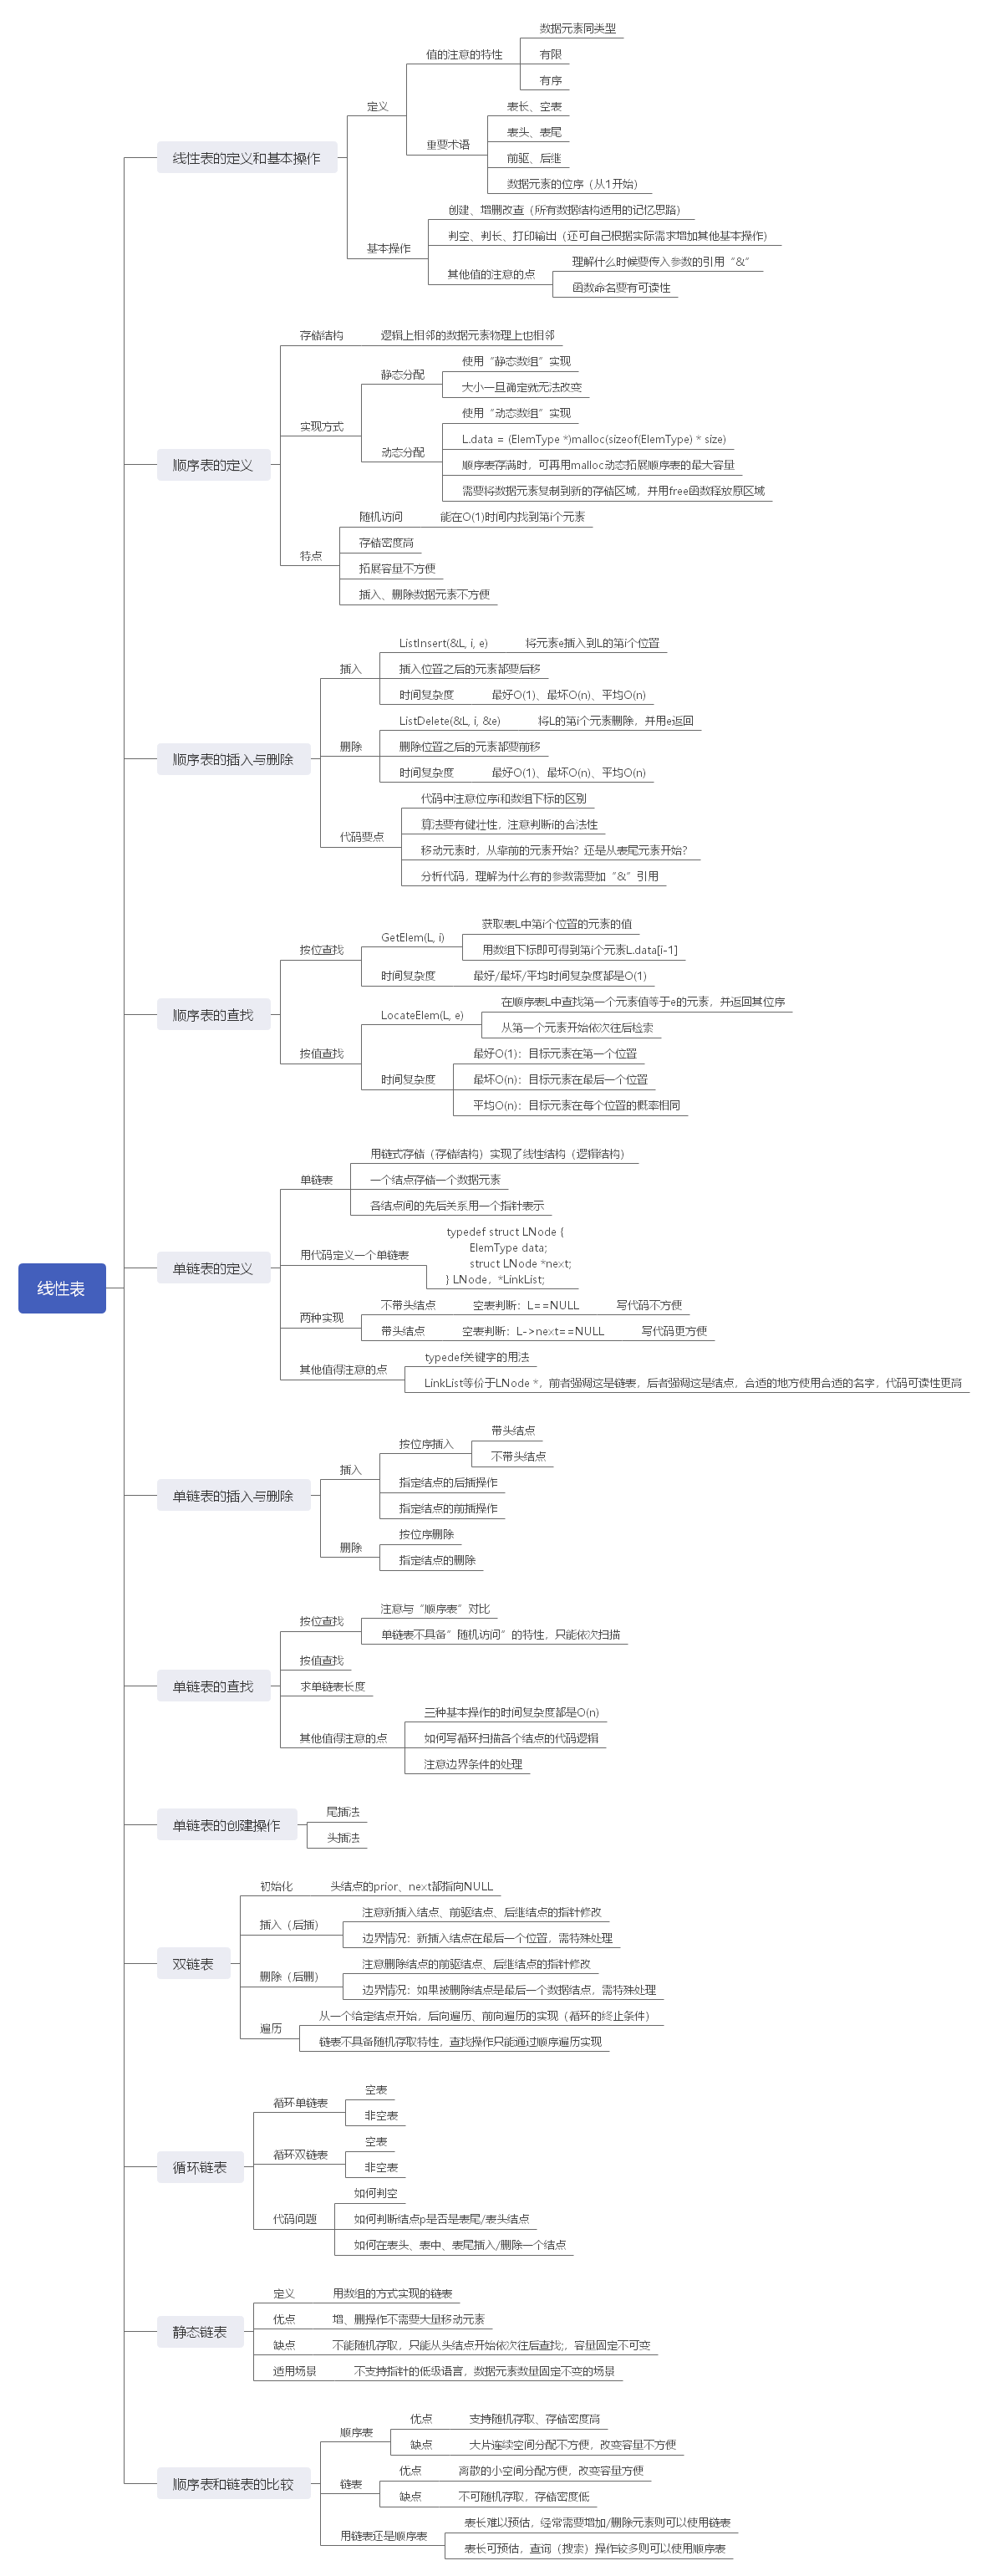 线性表
线性表的定义和基本操作
定义
值的注意的特性
数据元素同类型
有限
有序
重要术语
表长、空表
表头、表尾
前驱、后继
数据元素的位序（从1开始）
基本操作
创建、增删改查（所有数据结构适用的记忆思路）
判空、判长、打印输出（还可自己根据实际需求增加其他基本操作）
其他值的注意的点
理解什么时候要传入参数的引用“&”
函数命名要有可读性
顺序表的定义
存储结构
逻辑上相邻的数据元素物理上也相邻
实现方式
静态分配
使用“静态数组”实现
大小一旦确定就无法改变
动态分配
使用“动态数组”实现
L.data = (ElemType *)malloc(sizeof(ElemType) * size)
顺序表存满时，可再用malloc动态拓展顺序表的最大容量
需要将数据元素复制到新的存储区域，并用free函数释放原区域
特点
随机访问
能在O(1)时间内找到第i个元素
存储密度高
拓展容量不方便
插入、删除数据元素不方便
顺序表的插入与删除
插入
ListInsert(&L, i, e)
将元素e插入到L的第i个位置
插入位置之后的元素都要后移
时间复杂度
最好O(1)、最坏O(n)、平均O(n)
删除
ListDelete(&L, i, &e)
将L的第i个元素删除，并用e返回
删除位置之后的元素都要前移
时间复杂度
最好O(1)、最坏O(n)、平均O(n)
代码要点
代码中注意位序i和数组下标的区别
算法要有健壮性，注意判断i的合法性
移动元素时，从靠前的元素开始？还是从表尾元素开始？
分析代码，理解为什么有的参数需要加“&”引用
顺序表的查找
按位查找
GetElem(L, i)
获取表L中第i个位置的元素的值
用数组下标即可得到第i个元素L.data[i-1]
时间复杂度
最好/最坏/平均时间复杂度都是O(1)
按值查找
LocateElem(L, e)
在顺序表L中查找第一个元素值等于e的元素，并返回其位序
从第一个元素开始依次往后检索
时间复杂度
最好O(1)：目标元素在第一个位置
最坏O(n)：目标元素在最后一个位置
平均O(n)：目标元素在每个位置的概率相同
单链表的定义
单链表
用链式存储（存储结构）实现了线性结构（逻辑结构）
一个结点存储一个数据元素
各结点间的先后关系用一个指针表示
用代码定义一个单链表
typedef struct LNode {
ElemType data;
struct LNode *next;
} LNode，*LinkList;
两种实现
不带头结点
空表判断：L==NULL
写代码不方便
带头结点
空表判断：L->next==NULL
写代码更方便
其他值得注意的点
typedef关键字的用法
LinkList等价于LNode *，前者强调这是链表，后者强调这是结点，合适的地方使用合适的名字，代码可读性更高
单链表的插入与删除
插入
按位序插入
带头结点
不带头结点
指定结点的后插操作
指定结点的前插操作
删除
按位序删除
指定结点的删除
单链表的查找
按位查找
注意与“顺序表”对比
单链表不具备”随机访问”的特性，只能依次扫描
按值查找
求单链表长度
其他值得注意的点
三种基本操作的时间复杂度都是O(n)
如何写循环扫描各个结点的代码逻辑
注意边界条件的处理
单链表的创建操作
尾插法
头插法
双链表
初始化
头结点的prior、next都指向NULL
插入（后插）
注意新插入结点、前驱结点、后继结点的指针修改
边界情况：新插入结点在最后一个位置，需特殊处理
删除（后删）
注意删除结点的前驱结点、后继结点的指针修改
边界情况：如果被删除结点是最后一个数据结点，需特殊处理
遍历
从一个给定结点开始，后向遍历、前向遍历的实现（循环的终止条件）
链表不具备随机存取特性，查找操作只能通过顺序遍历实现
循环链表
循环单链表
空表
非空表
循环双链表
空表
非空表
代码问题
如何判空
如何判断结点p是否是表尾/表头结点
如何在表头、表中、表尾插入/删除一个结点
静态链表
定义
用数组的方式实现的链表
优点
增、删操作不需要大量移动元素
缺点
不能随机存取，只能从头结点开始依次往后查找;，容量固定不可变
适用场景
不支持指针的低级语言，数据元素数量固定不变的场景
顺序表和链表的比较
顺序表
优点
支持随机存取、存储密度高
缺点
大片连续空间分配不方便，改变容量不方便
链表
优点
离散的小空间分配方便，改变容量方便
缺点
不可随机存取，存储密度低
用链表还是顺序表
表长难以预估，经常需要增加/删除元素则可以使用链表
表长可预估，查询（搜索）操作较多则可以使用顺序表